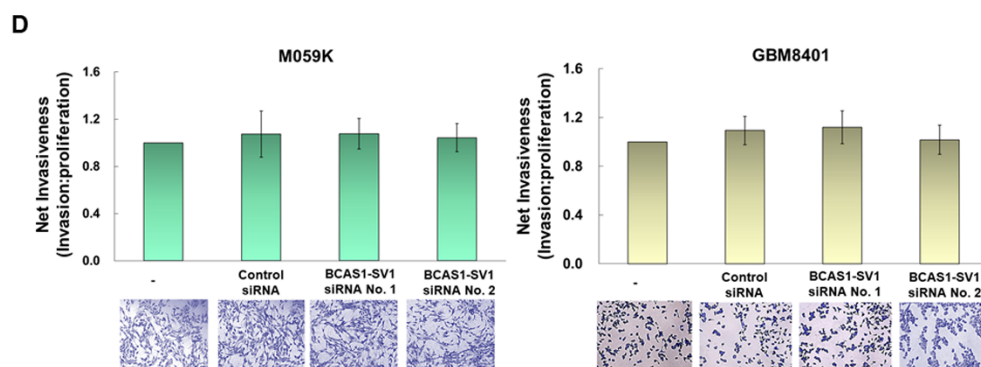 D
M059K
Net Invasiveness
(Invasion:proliferation)
1.6
1.2
0.8
0.4
0.0
-
Control
siRNA
BCAS1-SV1
siRNA No. 1
BCAS1-SV1
siRNA No. 2
GBM8401
Net Invasiveness
(Invasion:proliferation)
1.6
1.2
0.8
0.4
0.0
-
Control
siRNA
BCAS1-SV1
siRNA No. 1
BCAS1-SV1
siRNA No. 2